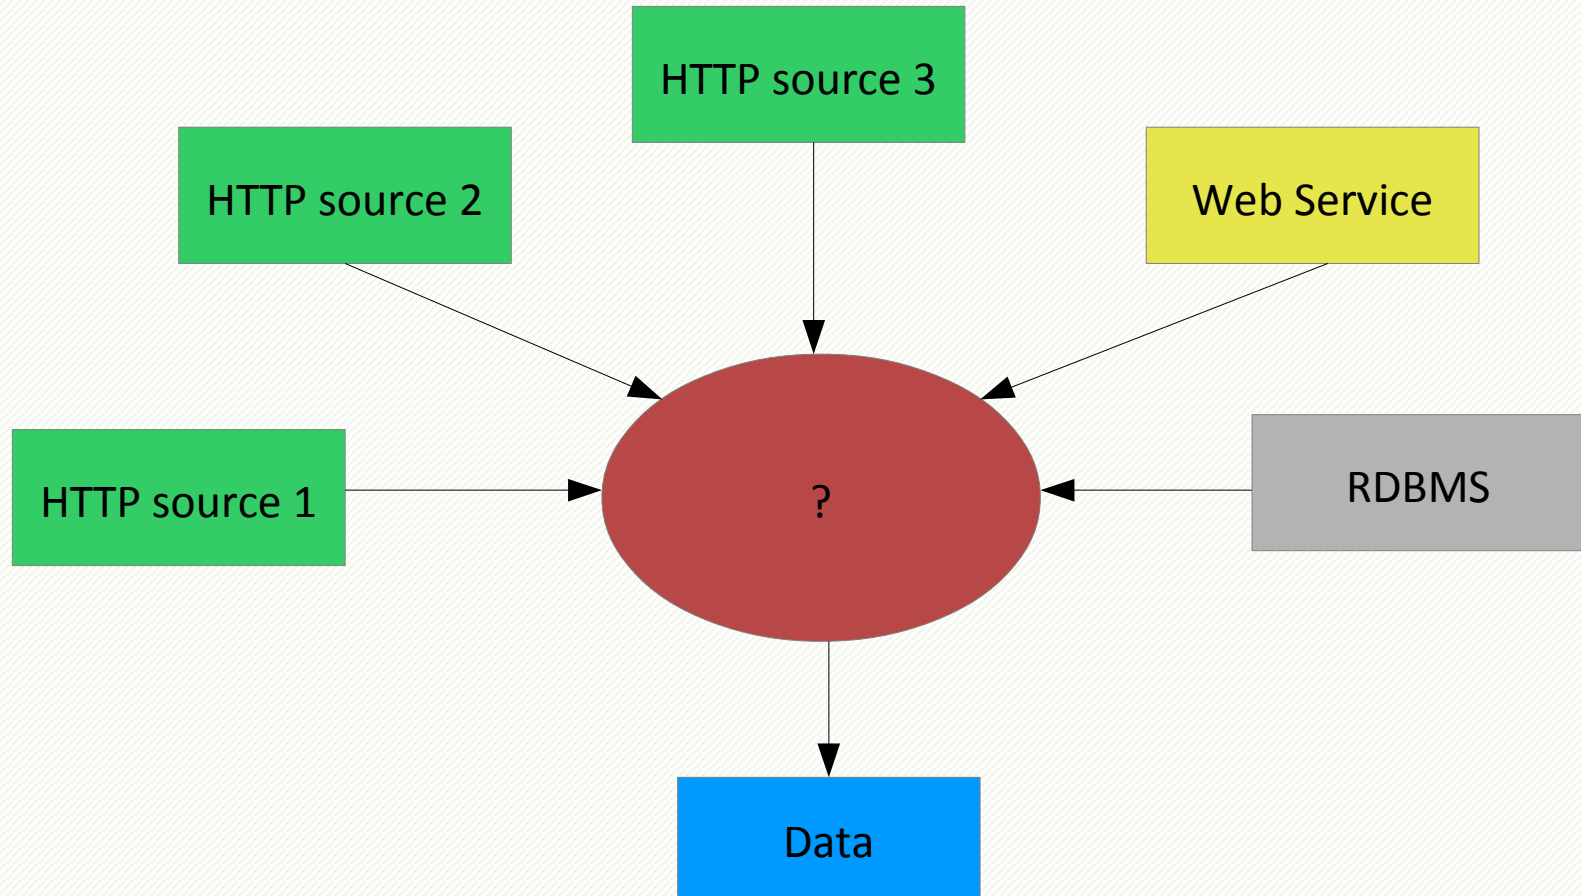 HTTP source 3
HTTP source 2
Web Service
HTTP source 1
?
RDBMS
Data